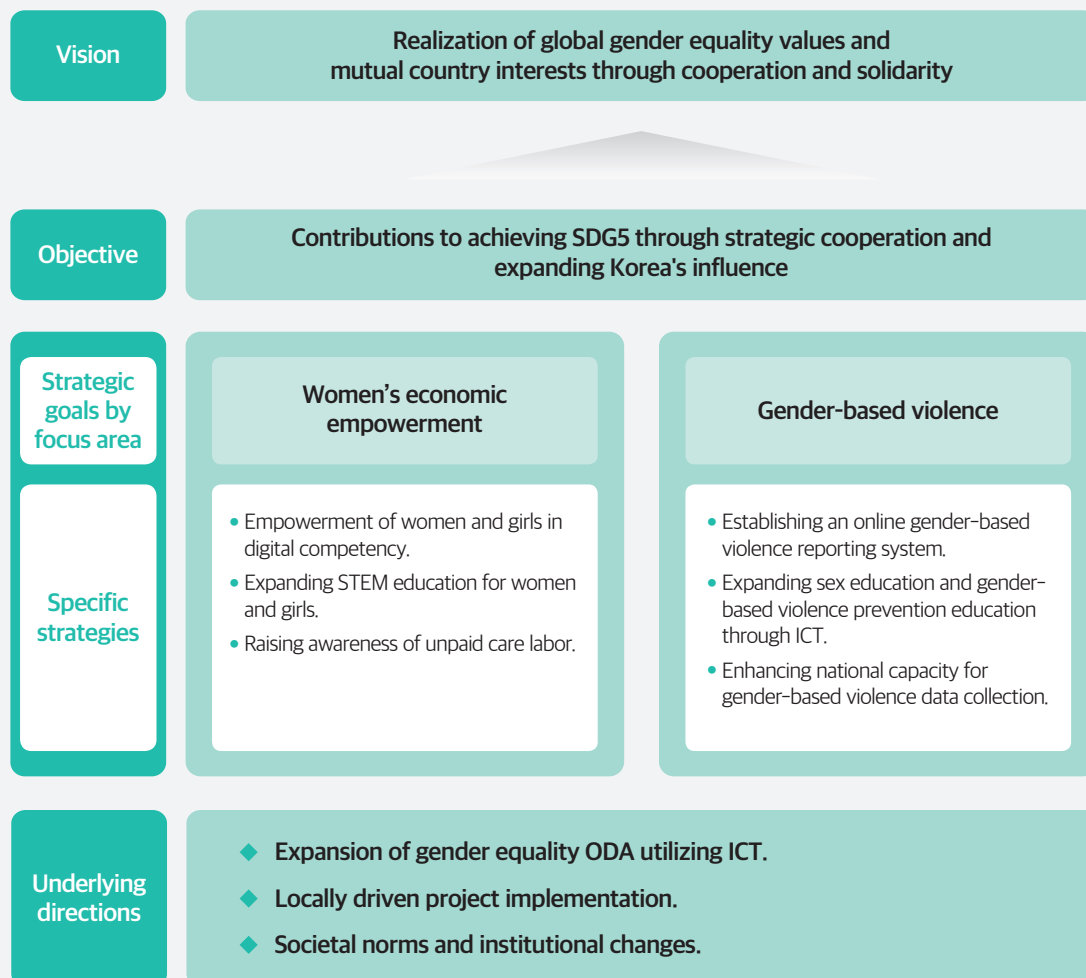 Vision
Realization of global gender equality values and
mutual country interests through cooperation and solidarity
Objective
Contributions to achieving SDG5 through strategic cooperation and
expanding Korea's influence
Strategic
goals by
focus area
Women's economic
empowerment
Gender-based violence
Specific
strategies
• Empowerment of women and girls in
digital competency.
• Expanding STEM education for women
and girls.
• Raising awareness of unpaid care labor.
• Establishing an online gender-based
violence reporting system.
• Expanding sex education and gender-
based violence prevention education
through ICT.
• Enhancing national capacity for
gender-based violence data collection.
Underlying
directions
◆ Expansion of gender equality ODA utilizing ICT.
◆ Locally driven project implementation.
◆ Societal norms and institutional changes.